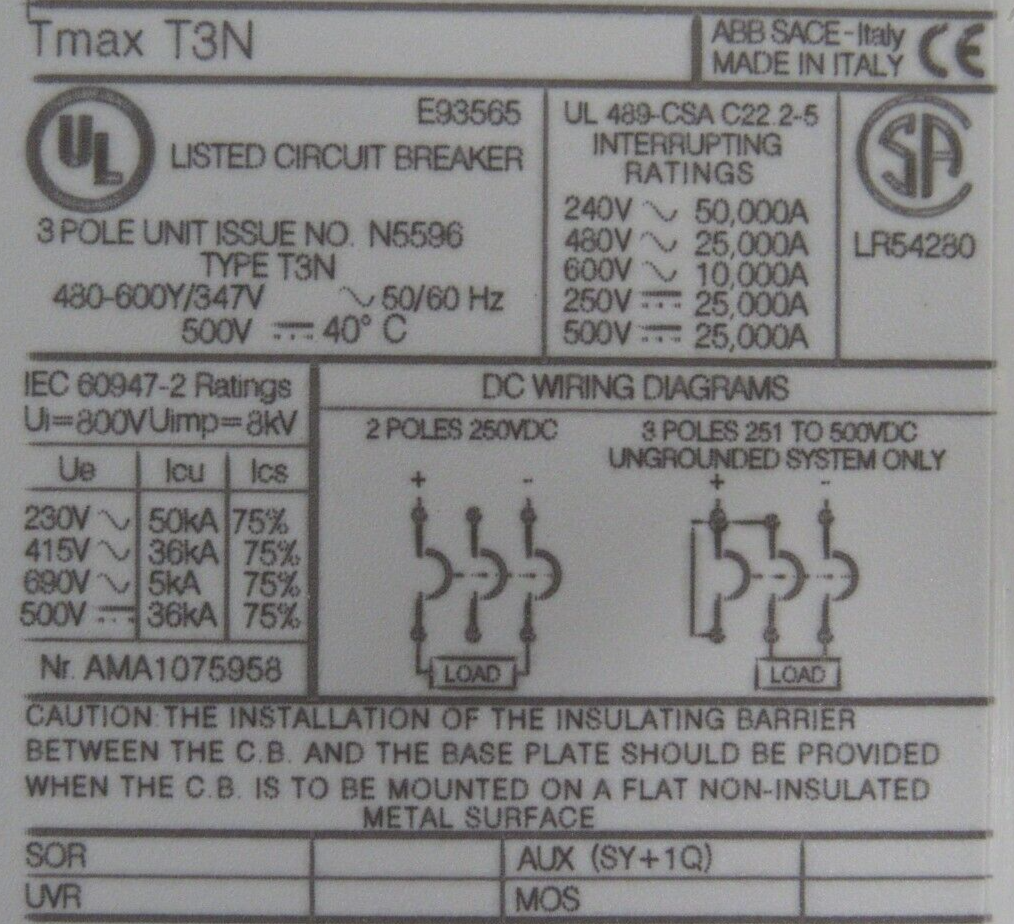 Tmax T3N
ABB SACE-Italy
MADE IN ITALY
CE
UL
E93565
LISTED CIRCUIT BREAKER
3 POLE UNIT ISSUE NO. N5596
TYPE T3N
480-600Y/347V ~ 50/60 Hz
500V ⎓ 40° C
UL 489-CSA C22.2-5
INTERRUPTING
RATINGS
240V ~ 50,000A
480V ~ 25,000A
600V ~ 10,000A
250V ⎓ 25,000A
500V ⎓ 25,000A
SA
LR54280
IEC 60947-2 Ratings
Ui=800V Uimp=8kV
Ue Icu Ics
230V ~ 50kA 75%
415V ~ 36kA 75%
690V ~ 5kA 75%
500V ⎓ 36kA 75%
Nr. AMA1075958
DC WIRING DIAGRAMS
2 POLES 250VDC
+ -
LOAD
3 POLES 251 TO 500VDC
UNGROUNDED SYSTEM ONLY
+ -
LOAD
CAUTION:THE INSTALLATION OF THE INSULATING BARRIER
BETWEEN THE C.B. AND THE BASE PLATE SHOULD BE PROVIDED
WHEN THE C.B. IS TO BE MOUNTED ON A FLAT NON-INSULATED
METAL SURFACE
SOR AUX (SY+1Q)
UVR MOS